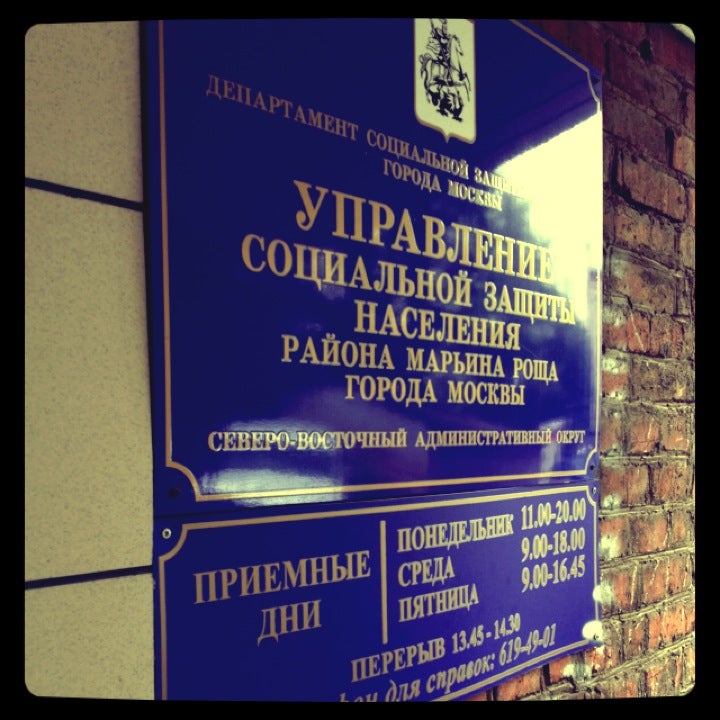 ДЕПАРТАМЕНТ СОЦИАЛЬНОЙ ЗАЩИТЫ
ГОРОДА МОСКВЫ
УПРАВЛЕНИЕ
СОЦИАЛЬНОЙ ЗАЩИТЫ
НАСЕЛЕНИЯ
РАЙОНА МАРЬИНА РОЩА
ГОРОДА МОСКВЫ
СЕВЕРО-ВОСТОЧНЫЙ АДМИНИСТРАТИВНЫЙ ОКРУГ
ПРИЕМНЫЕ
ДНИ
ПОНЕДЕЛЬНИК 11.00-20.00
СРЕДА 9.00-18.00
ПЯТНИЦА 9.00-16.45
ПЕРЕРЫВ 13.45-14.30
для справок: 619-49-01